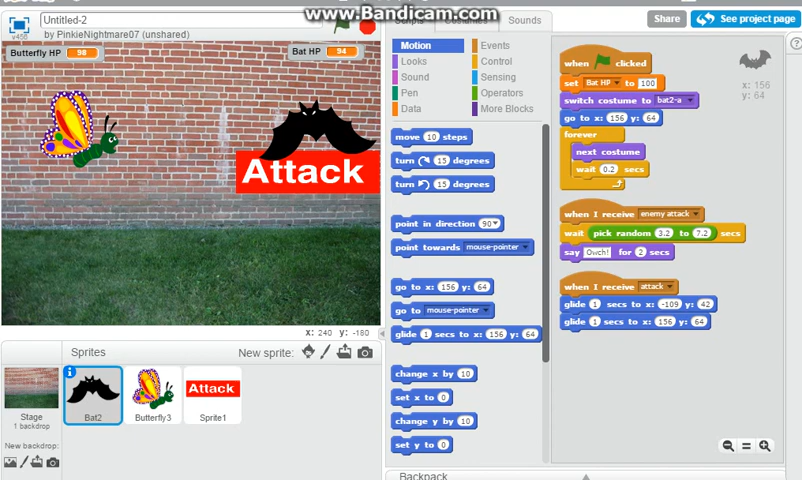 www.Bandicam.com
Untitled-2
by PinkieNightmare07 (unshared)
v458
Scripts Costumes Sounds
Share
See project page
Butterfly HP 98
Bat HP 94
Attack
x: 240 y: -180
Sprites
New sprite:
Stage
1 backdrop
New backdrop:
Bat2
Butterfly3
Attack
Sprite1
Motion
Looks
Sound
Pen
Data
Events
Control
Sensing
Operators
More Blocks
move 10 steps
turn 15 degrees
turn 15 degrees
point in direction 90
point towards mouse-pointer
go to x: 156 y: 64
go to mouse-pointer
glide 1 secs to x: 156 y: 64
change x by 10
set x to 0
change y by 10
set y to 0
when clicked
set Bat HP to 100
switch costume to bat2-a
go to x: 156 y: 64
forever
next costume
wait 0.2 secs
when I receive enemy attack
wait pick random 3.2 to 7.2 secs
say Owch! for 2 secs
when I receive attack
glide 1 secs to x: -109 y: 42
glide 1 secs to x: 156 y: 64
x: 156
y: 64
Backpack